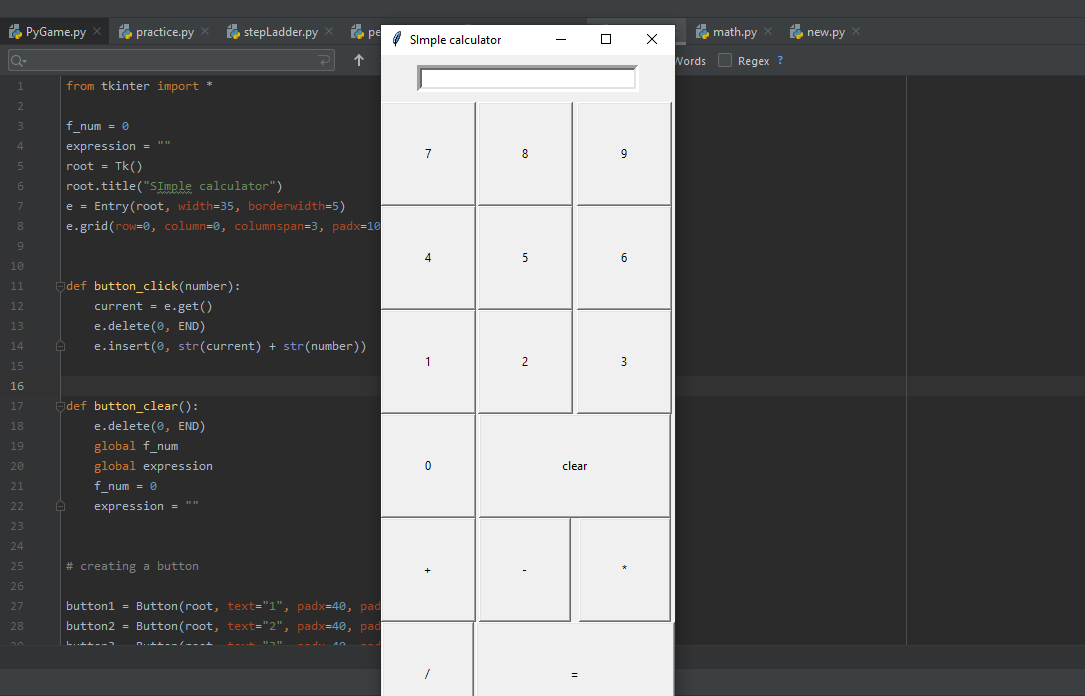 PyGame.py practice.py stepLadder.py pe math.py new.py
SImple calculator
Words Regex ?
1 from tkinter import *
2
3 f_num = 0
4 expression = ""
5 root = Tk()
6 root.title("SImple calculator")
7 e = Entry(root, width=35, borderwidth=5)
8 e.grid(row=0, column=0, columnspan=3, padx=10
9
10
11 def button_click(number):
12 current = e.get()
13 e.delete(0, END)
14 e.insert(0, str(current) + str(number))
15
16
17 def button_clear():
18 e.delete(0, END)
19 global f_num
20 global expression
21 f_num = 0
22 expression = ""
23
24
25 # creating a button
26
27 button1 = Button(root, text="1", padx=40, pad
28 button2 = Button(root, text="2", padx=40, pad
7 8 9
4 5 6
1 2 3
0 clear
+ - *
/ =